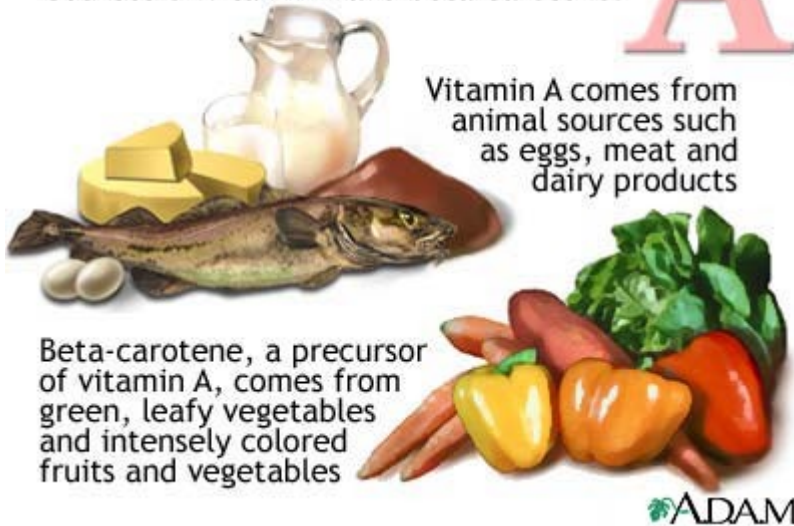 A
Vitamin A comes from
animal sources such
as eggs, meat and
dairy products
Beta-carotene, a precursor
of vitamin A, comes from
green, leafy vegetables
and intensely colored
fruits and vegetables
A.D.A.M